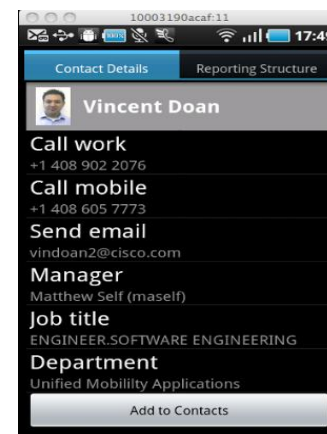 10003190acaf:11
100%
17:49
Contact Details
Reporting Structure
Vincent Doan
Call work
+1 408 902 2076
Call mobile
+1 408 605 7773
Send email
vindoan2@cisco.com
Manager
Matthew Self (maself)
Job title
ENGINEER.SOFTWARE ENGINEERING
Department
Unified Mobililty Applications
Add to Contacts